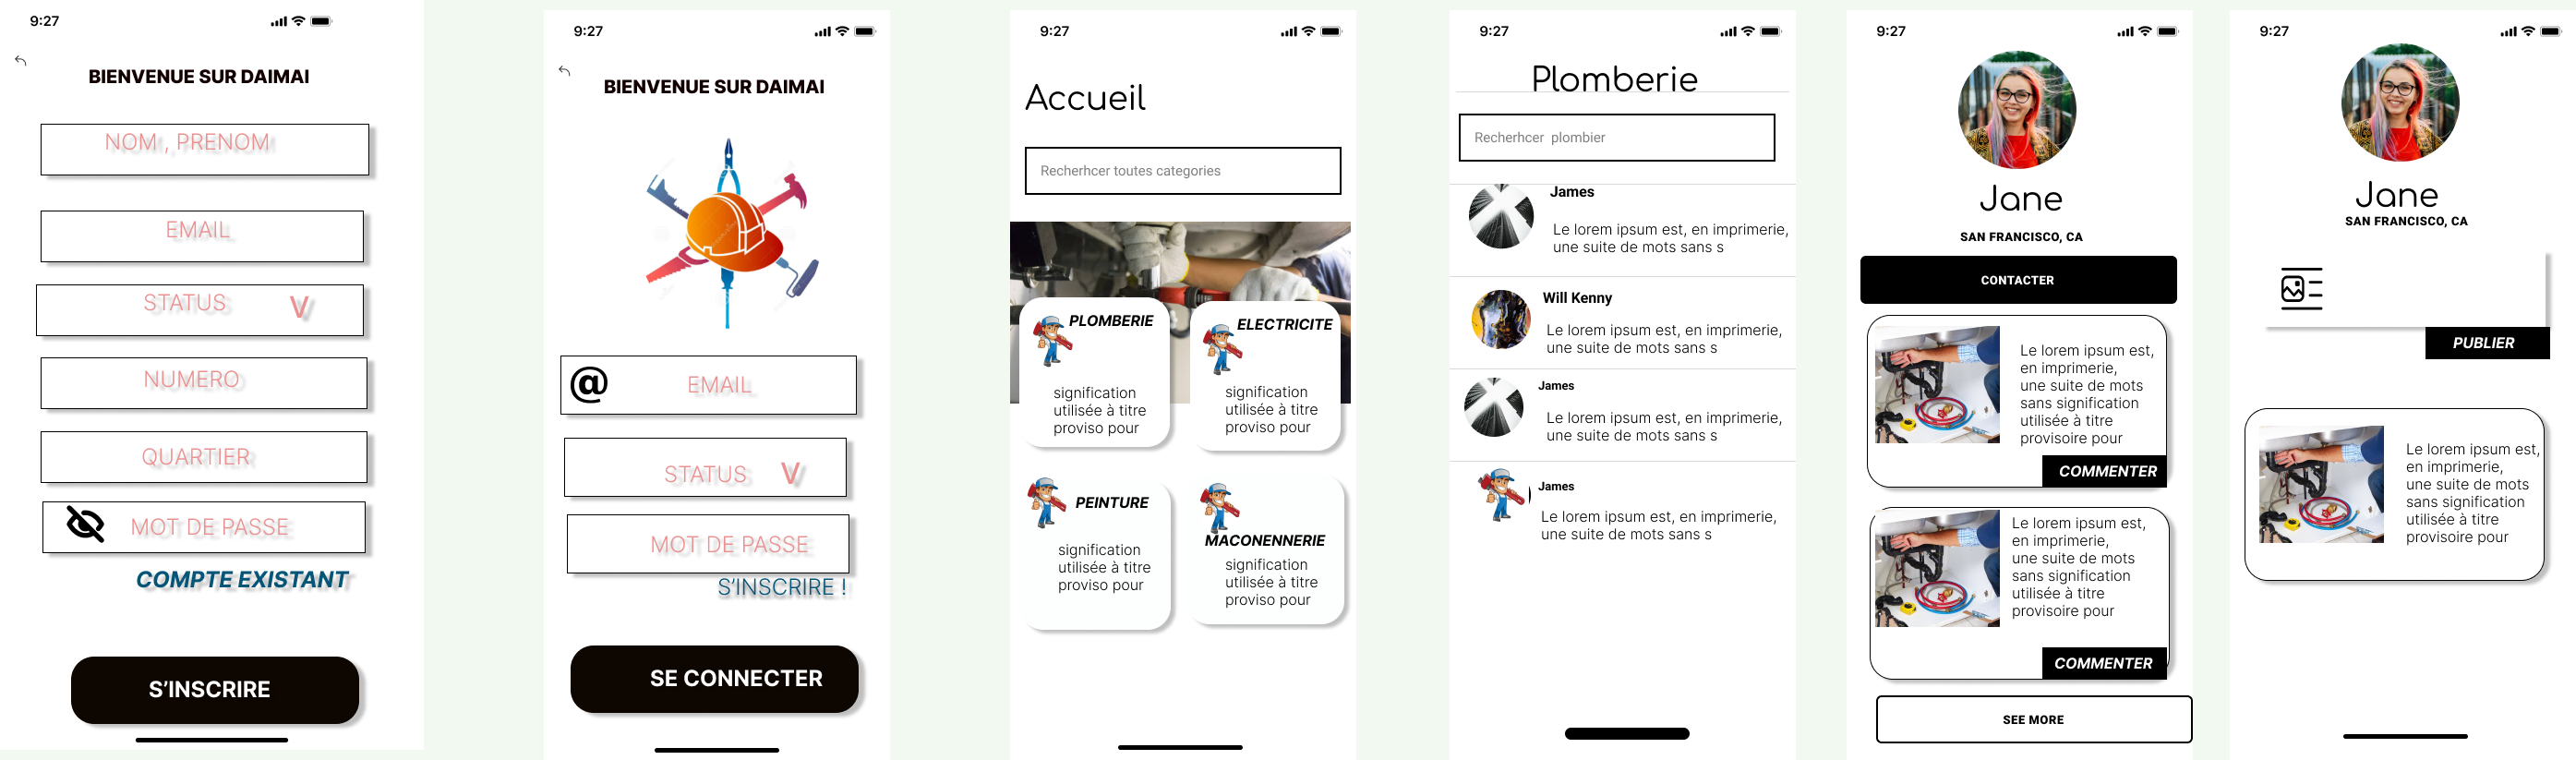 9:27
BIENVENUE SUR DAIMAI
NOM , PRENOM
EMAIL
STATUS V
NUMERO
QUARTIER
MOT DE PASSE
COMPTE EXISTANT
S'INSCRIRE
9:27
BIENVENUE SUR DAIMAI
@ EMAIL
STATUS V
MOT DE PASSE
S'INSCRIRE !
SE CONNECTER
9:27
Accueil
Recherhcer toutes categories
PLOMBERIE
signification
utilisée à titre
proviso pour
ELECTRICITE
signification
utilisée à titre
proviso pour
PEINTURE
signification
utilisée à titre
proviso pour
MACONENNERIE
signification
utilisée à titre
proviso pour
9:27
Plomberie
Recherhcer plombier
James
Le lorem ipsum est, en imprimerie,
une suite de mots sans s
Will Kenny
Le lorem ipsum est, en imprimerie,
une suite de mots sans s
James
Le lorem ipsum est, en imprimerie,
une suite de mots sans s
James
Le lorem ipsum est, en imprimerie,
une suite de mots sans s
9:27
Jane
SAN FRANCISCO, CA
CONTACTER
Le lorem ipsum est,
en imprimerie,
une suite de mots
sans signification
utilisée à titre
provisoire pour
COMMENTER
Le lorem ipsum est,
en imprimerie,
une suite de mots
sans signification
utilisée à titre
provisoire pour
COMMENTER
SEE MORE
9:27
Jane
SAN FRANCISCO, CA
PUBLIER
Le lorem ipsum est,
en imprimerie,
une suite de mots
sans signification
utilisée à titre
provisoire pour